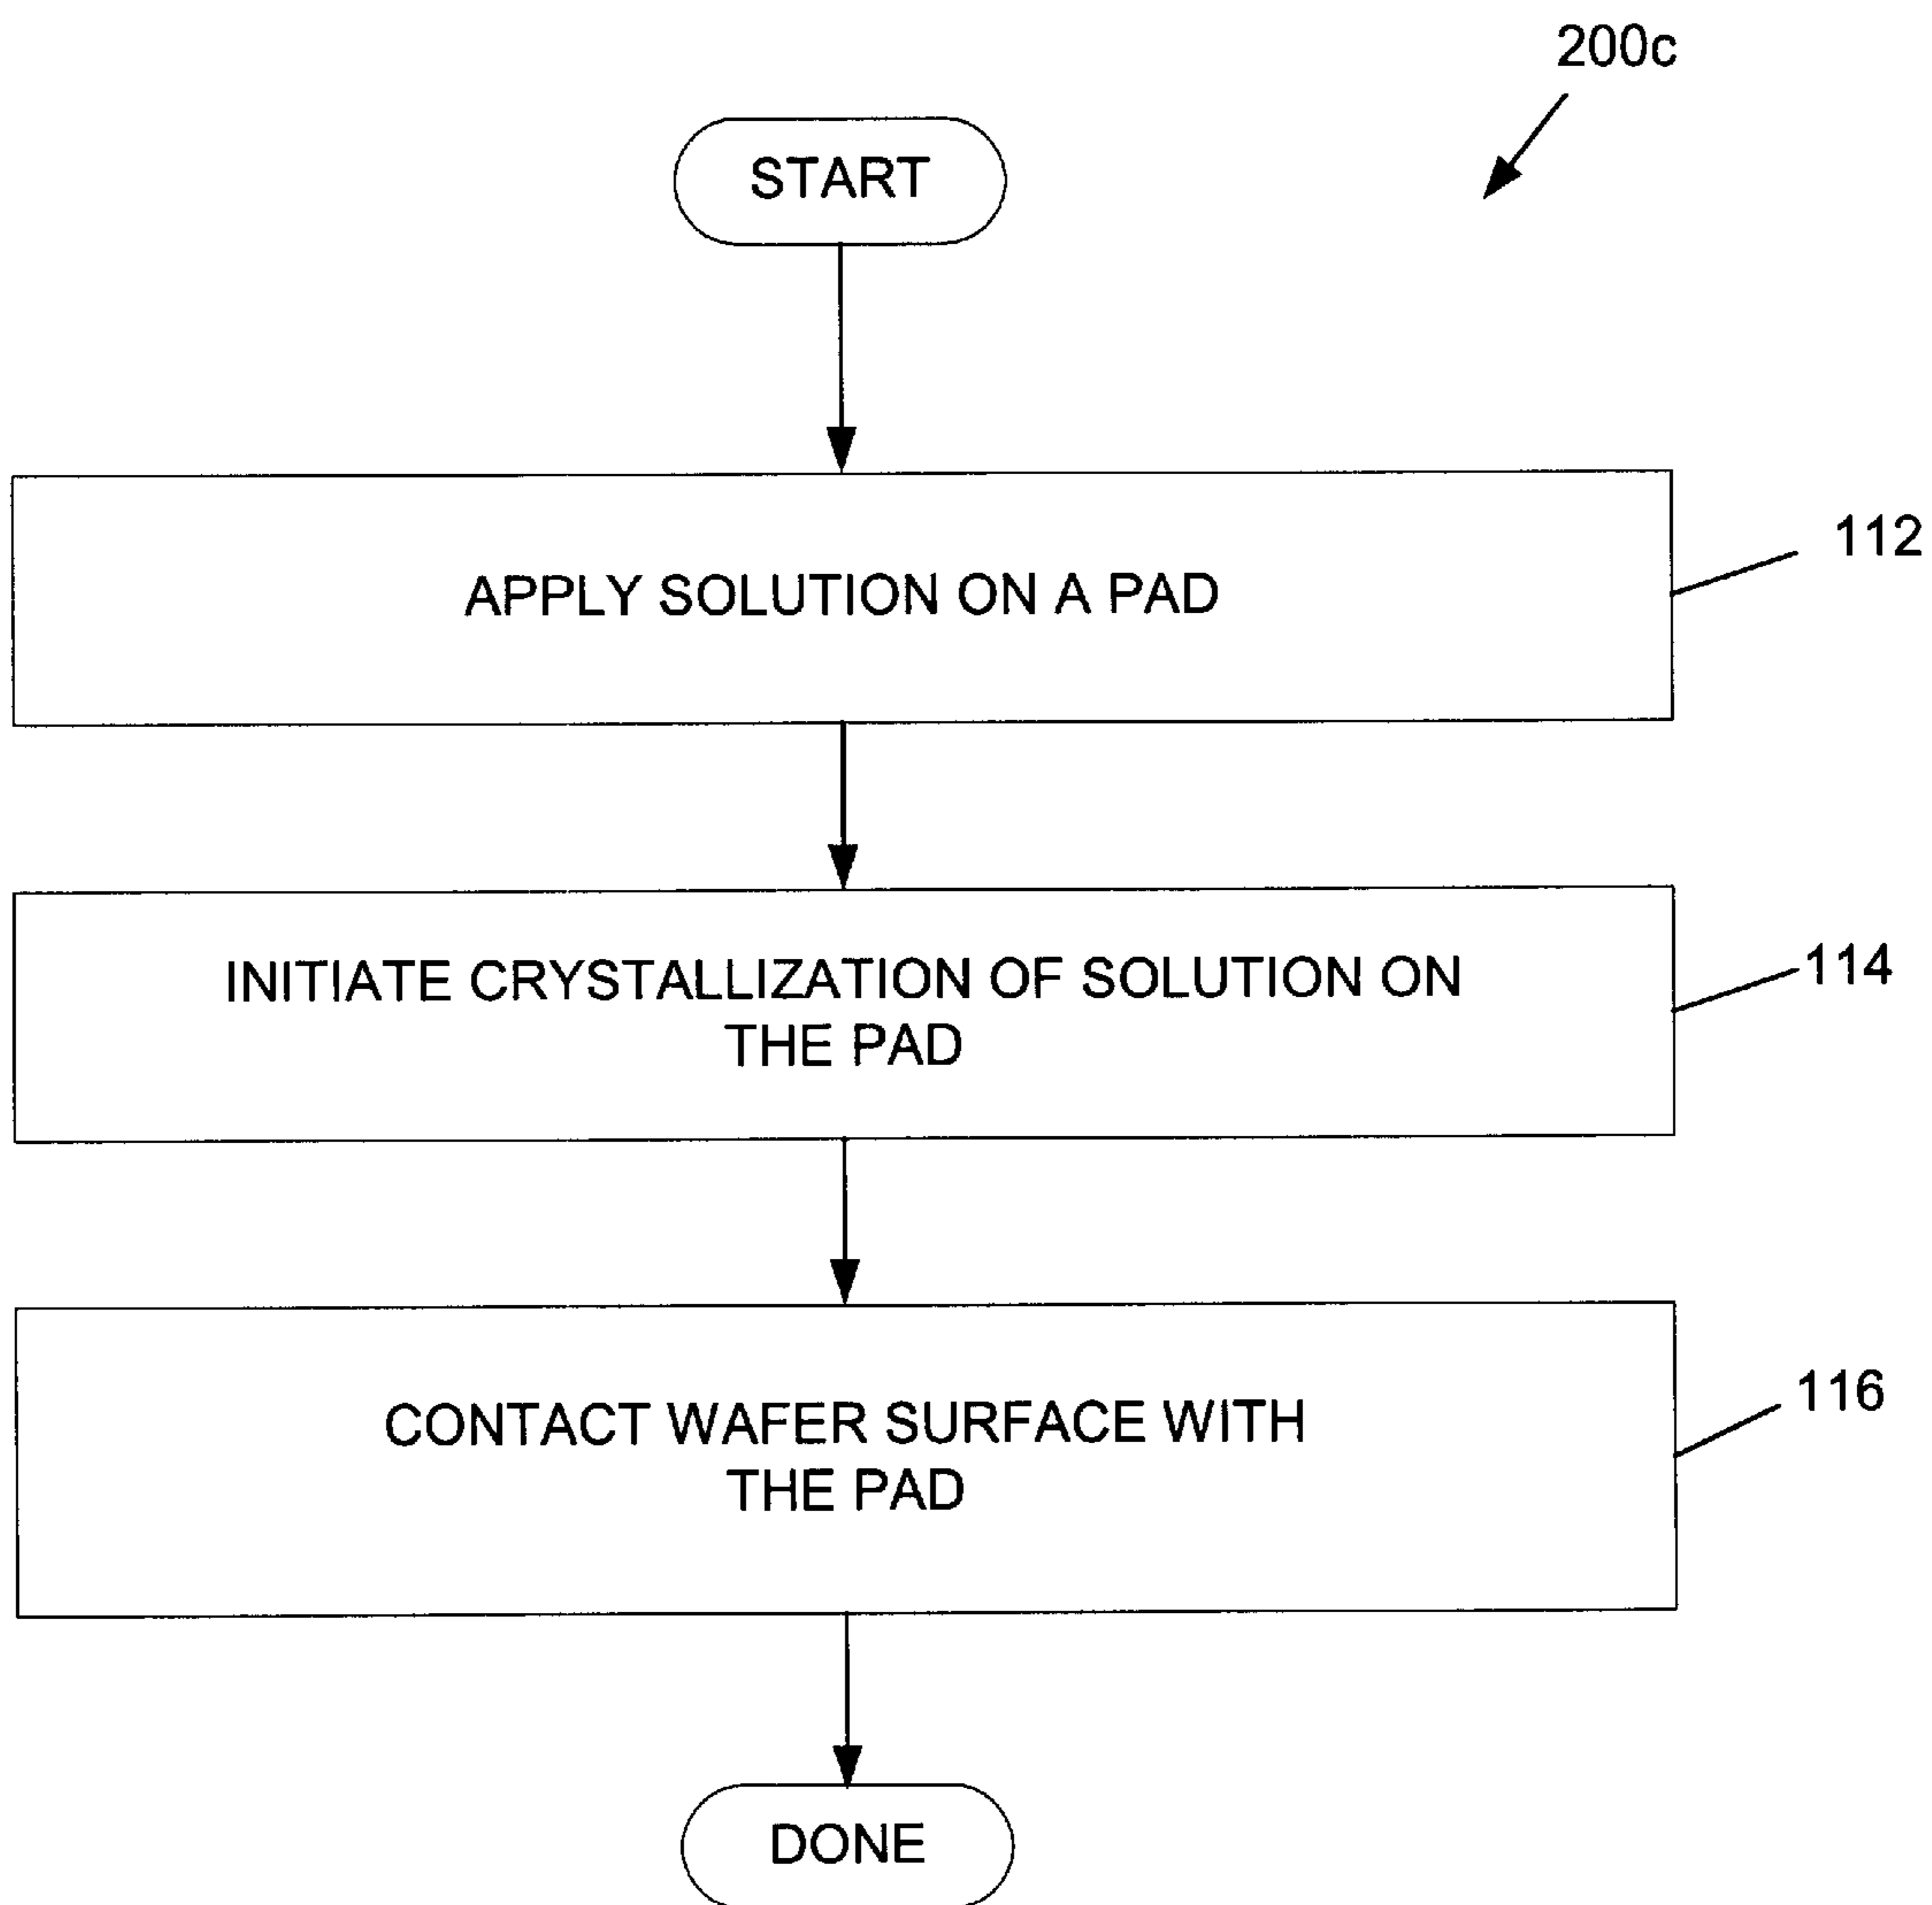 200c
START
APPLY SOLUTION ON A PAD
112
INITIATE CRYSTALLIZATION OF SOLUTION ON
THE PAD
114
CONTACT WAFER SURFACE WITH
THE PAD
116
DONE